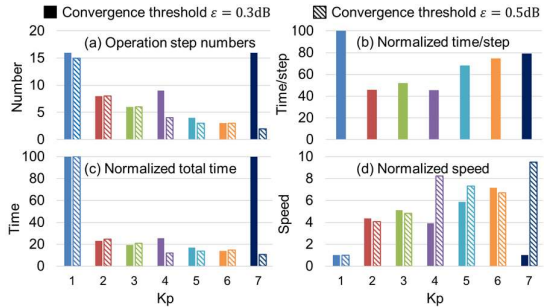 Convergence threshold ε = 0.3dB
Convergence threshold ε = 0.5dB
(a) Operation step numbers
Number
20
15
10
5
0
(b) Normalized time/step
Time/step
100
80
60
40
20
0
(c) Normalized total time
Time
100
80
60
40
20
0
1 2 3 4 5 6 7
Kp
(d) Normalized speed
Speed
10
8
6
4
2
0
1 2 3 4 5 6 7
Kp